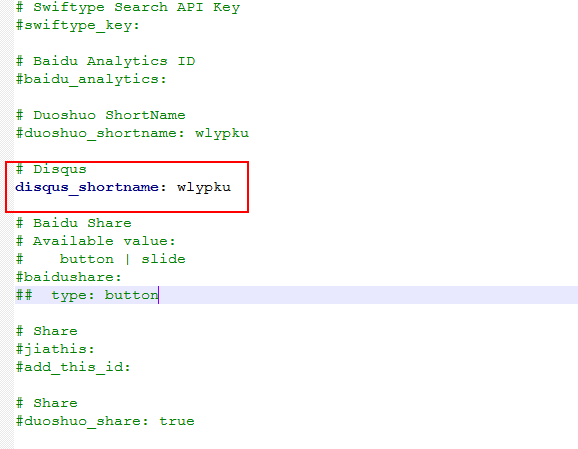 # Swiftype Search API Key
#swiftype_key:
# Baidu Analytics ID
#baidu_analytics:
# Duoshuo ShortName
#duoshuo_shortname: wlypku
# Disqus
disqus_shortname: wlypku
# Baidu Share
# Available value:
#    button | slide
#baidushare:
##  type: button
# Share
#jiathis:
#add_this_id:
# Share
#duoshuo_share: true